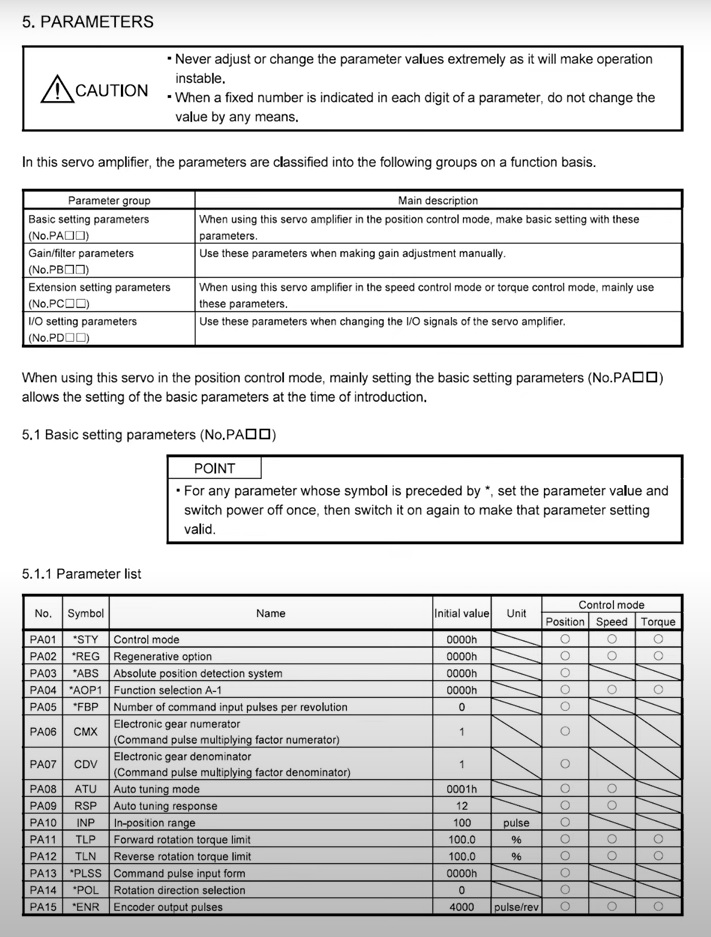 5. PARAMETERS
CAUTION
• Never adjust or change the parameter values extremely as it will make operation
instable.
• When a fixed number is indicated in each digit of a parameter, do not change the
value by any means.
In this servo amplifier, the parameters are classified into the following groups on a function basis.
Parameter group Main description
Basic setting parameters
(No.PA□□)
When using this servo amplifier in the position control mode, make basic setting with these
parameters.
Gain/filter parameters
(No.PB□□)
Use these parameters when making gain adjustment manually.
Extension setting parameters
(No.PC□□)
When using this servo amplifier in the speed control mode or torque control mode, mainly use
these parameters.
I/O setting parameters
(No.PD□□)
Use these parameters when changing the I/O signals of the servo amplifier.
When using this servo in the position control mode, mainly setting the basic setting parameters (No.PA□□)
allows the setting of the basic parameters at the time of introduction.
5.1 Basic setting parameters (No.PA□□)
POINT
• For any parameter whose symbol is preceded by *, set the parameter value and
switch power off once, then switch it on again to make that parameter setting
valid.
5.1.1 Parameter list
No. Symbol Name Initial value Unit Control mode
Position Speed Torque
PA01 *STY Control mode 0000h ○ ○ ○
PA02 *REG Regenerative option 0000h ○ ○ ○
PA03 *ABS Absolute position detection system 0000h ○
PA04 *AOP1 Function selection A-1 0000h ○ ○ ○
PA05 *FBP Number of command input pulses per revolution 0 ○
PA06 CMX Electronic gear numerator
(Command pulse multiplying factor numerator) 1 ○
PA07 CDV Electronic gear denominator
(Command pulse multiplying factor denominator) 1 ○
PA08 ATU Auto tuning mode 0001h ○ ○
PA09 RSP Auto tuning response 12 ○ ○
PA10 INP In-position range 100 pulse ○
PA11 TLP Forward rotation torque limit 100.0 % ○ ○ ○
PA12 TLN Reverse rotation torque limit 100.0 % ○ ○ ○
PA13 *PLSS Command pulse input form 0000h ○
PA14 *POL Rotation direction selection 0 ○
PA15 *ENR Encoder output pulses 4000 pulse/rev ○ ○ ○